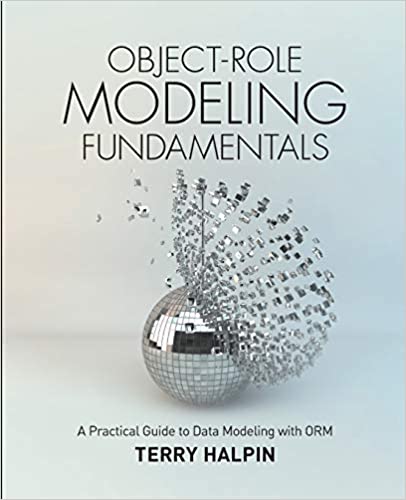 OBJECT-ROLE
MODELING
FUNDAMENTALS
A Practical Guide to Data Modeling with ORM
TERRY HALPIN